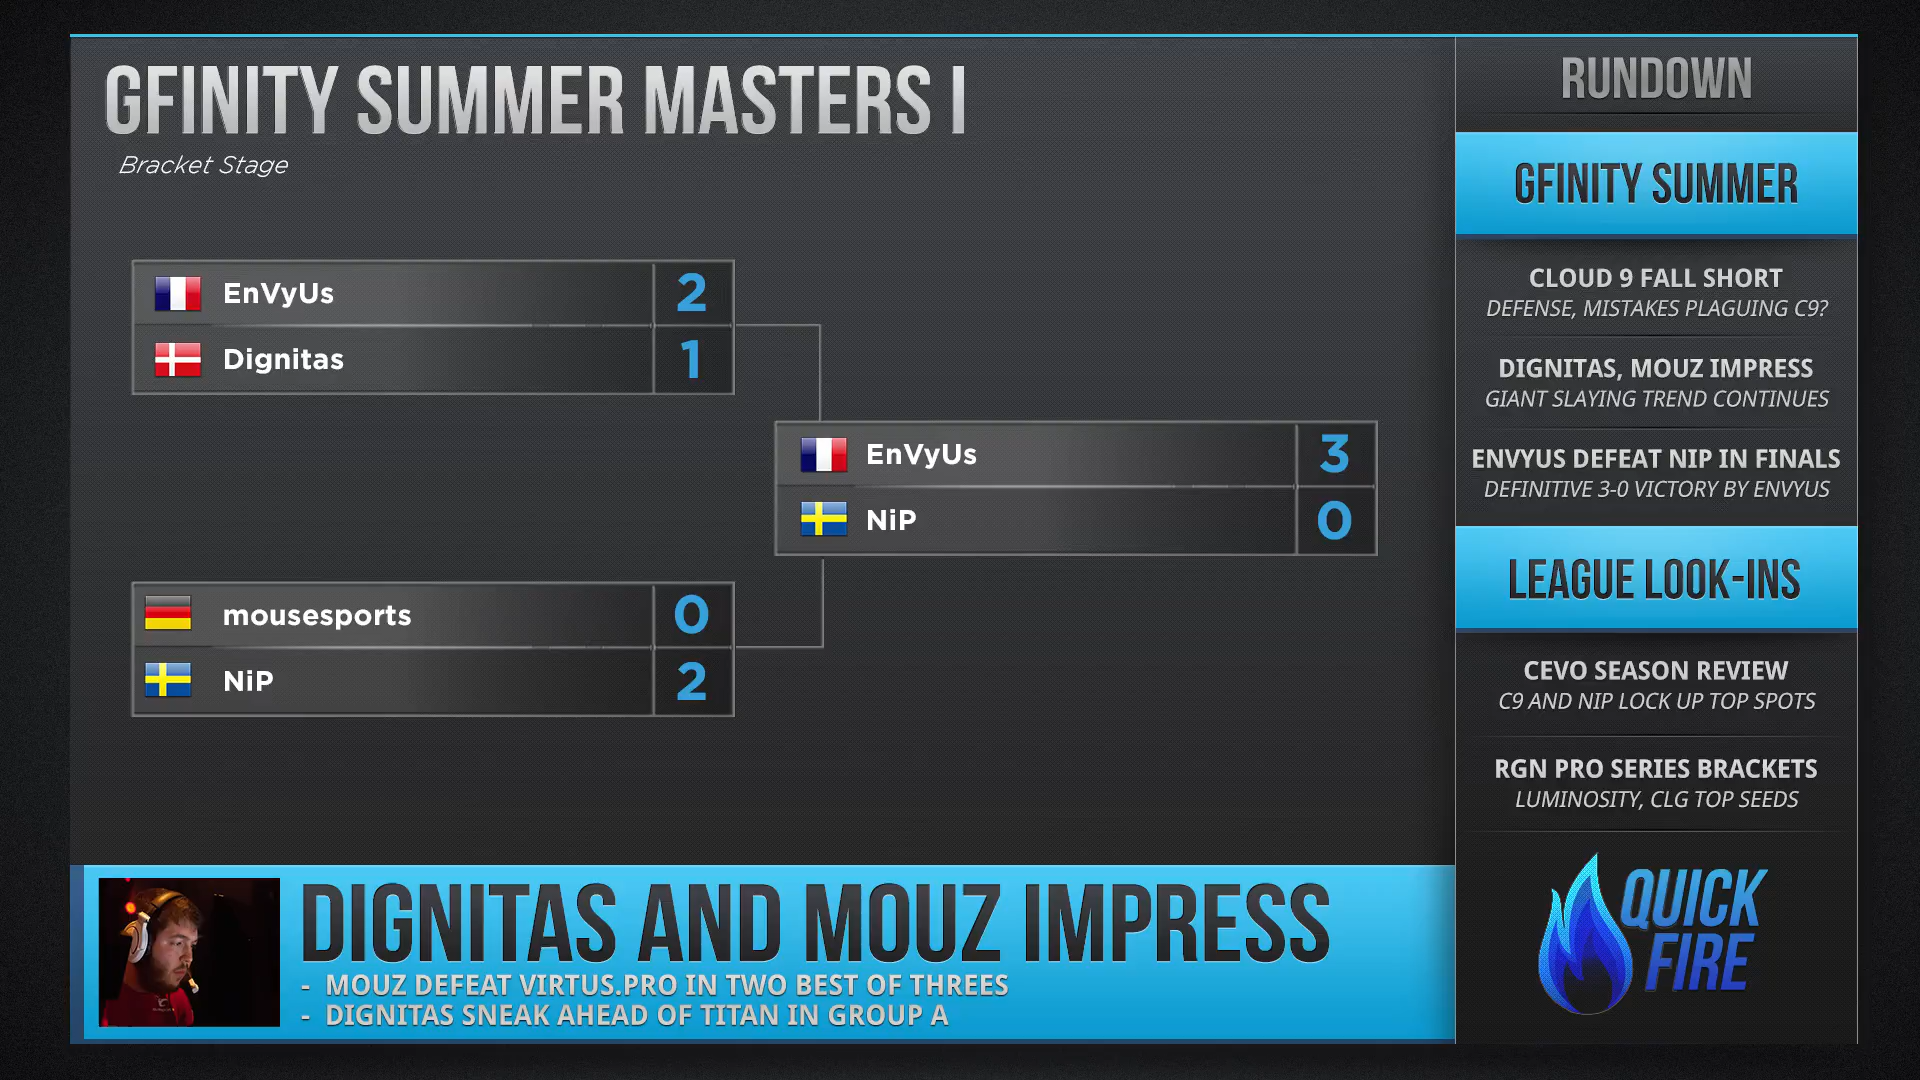 GFINITY SUMMER MASTERS I
Bracket Stage
EnVyUs 2
Dignitas 1
EnVyUs 3
NiP 0
mousesports 0
NiP 2
DIGNITAS AND MOUZ IMPRESS
- MOUZ DEFEAT VIRTUS.PRO IN TWO BEST OF THREES
- DIGNITAS SNEAK AHEAD OF TITAN IN GROUP A
RUNDOWN
GFINITY SUMMER
CLOUD 9 FALL SHORT
DEFENSE, MISTAKES PLAGUING C9?
DIGNITAS, MOUZ IMPRESS
GIANT SLAYING TREND CONTINUES
ENVYUS DEFEAT NIP IN FINALS
DEFINITIVE 3-0 VICTORY BY ENVYUS
LEAGUE LOOK-INS
CEVO SEASON REVIEW
C9 AND NIP LOCK UP TOP SPOTS
RGN PRO SERIES BRACKETS
LUMINOSITY, CLG TOP SEEDS
QUICK
FIRE